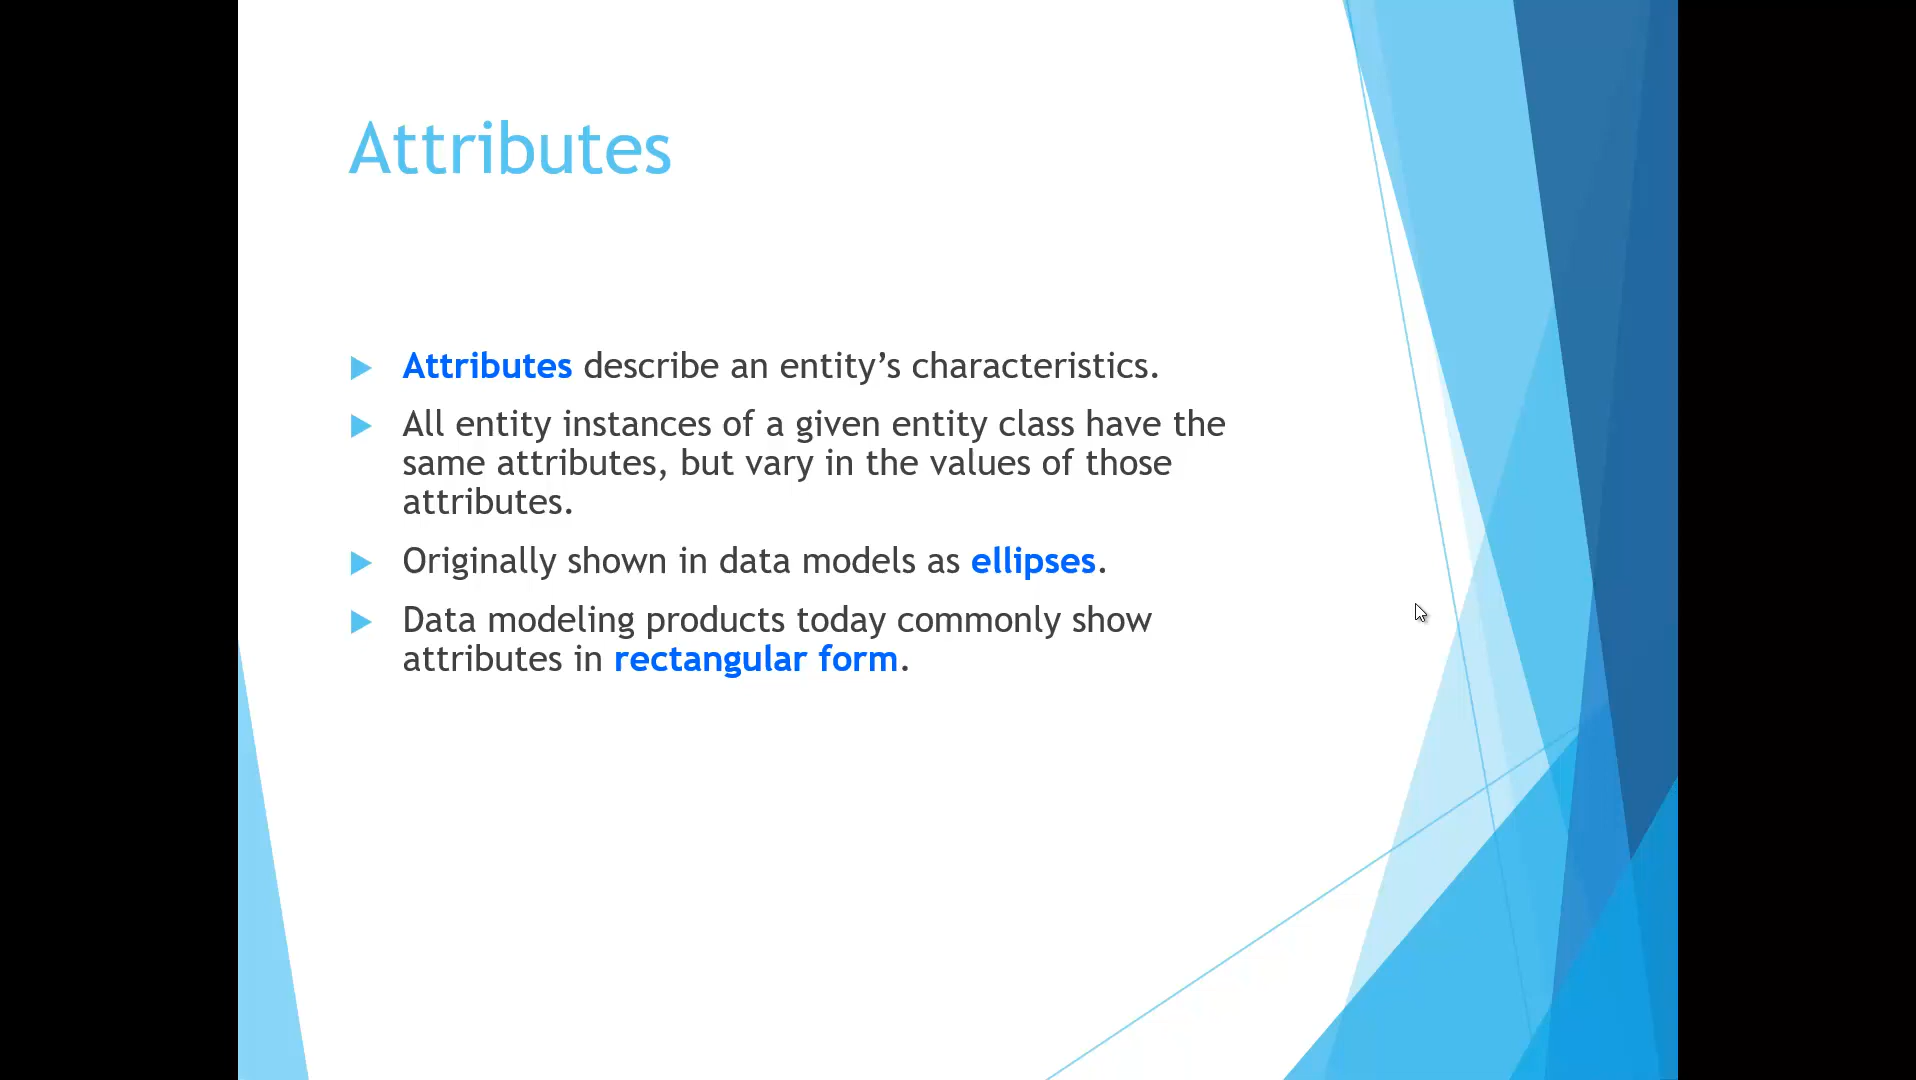 Attributes
Attributes describe an entity’s characteristics.
All entity instances of a given entity class have the
same attributes, but vary in the values of those
attributes.
Originally shown in data models as ellipses.
Data modeling products today commonly show
attributes in rectangular form.